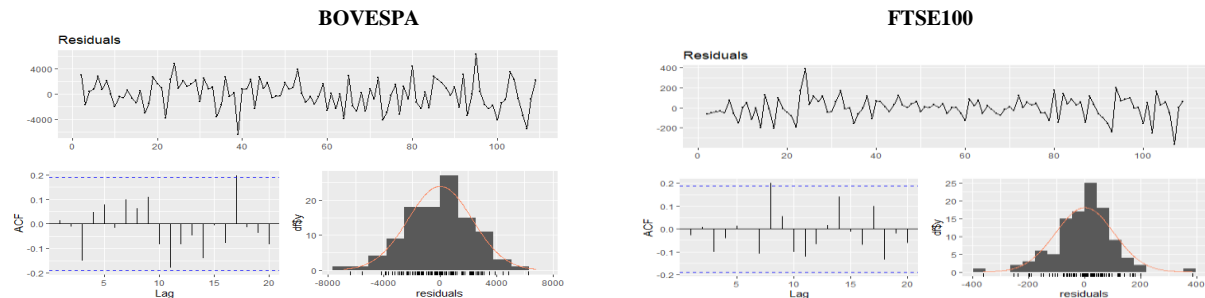 BOVESPA
Residuals
4000
0
-4000
0 20 40 60 80 100
ACF
0.2
0.1
0.0
-0.1
-0.2
5 10 15 20
Lag
df$y
20
10
0
-8000 -4000 0 4000 8000
residuals
FTSE100
Residuals
400
200
0
-200
0 20 40 60 80 100
ACF
0.2
0.1
0.0
-0.1
-0.2
5 10 15 20
Lag
df$y
25
20
15
10
5
0
-400 -200 0 200 400
residuals